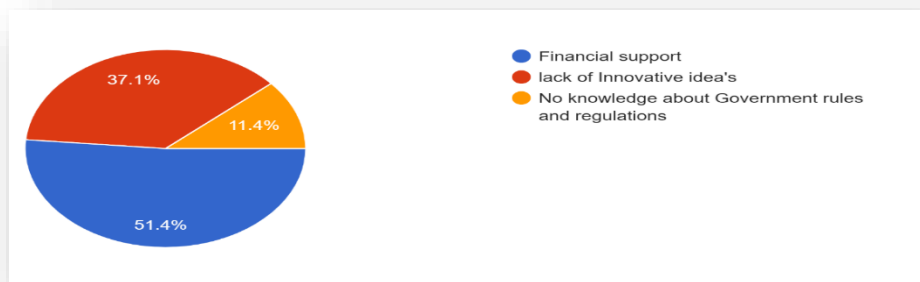 37.1%
11.4%
51.4%
Financial support
lack of Innovative idea's
No knowledge about Government rules
and regulations